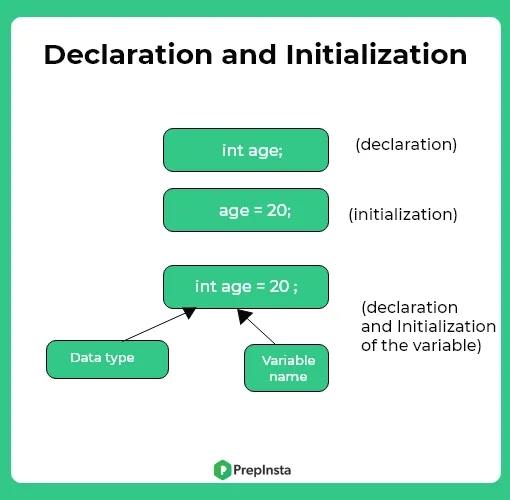 Declaration and Initialization
int age;
(declaration)
age = 20;
(initialization)
int age = 20 ;
(declaration
and Initialization
of the variable)
Data type
Variable
name
PrepInsta